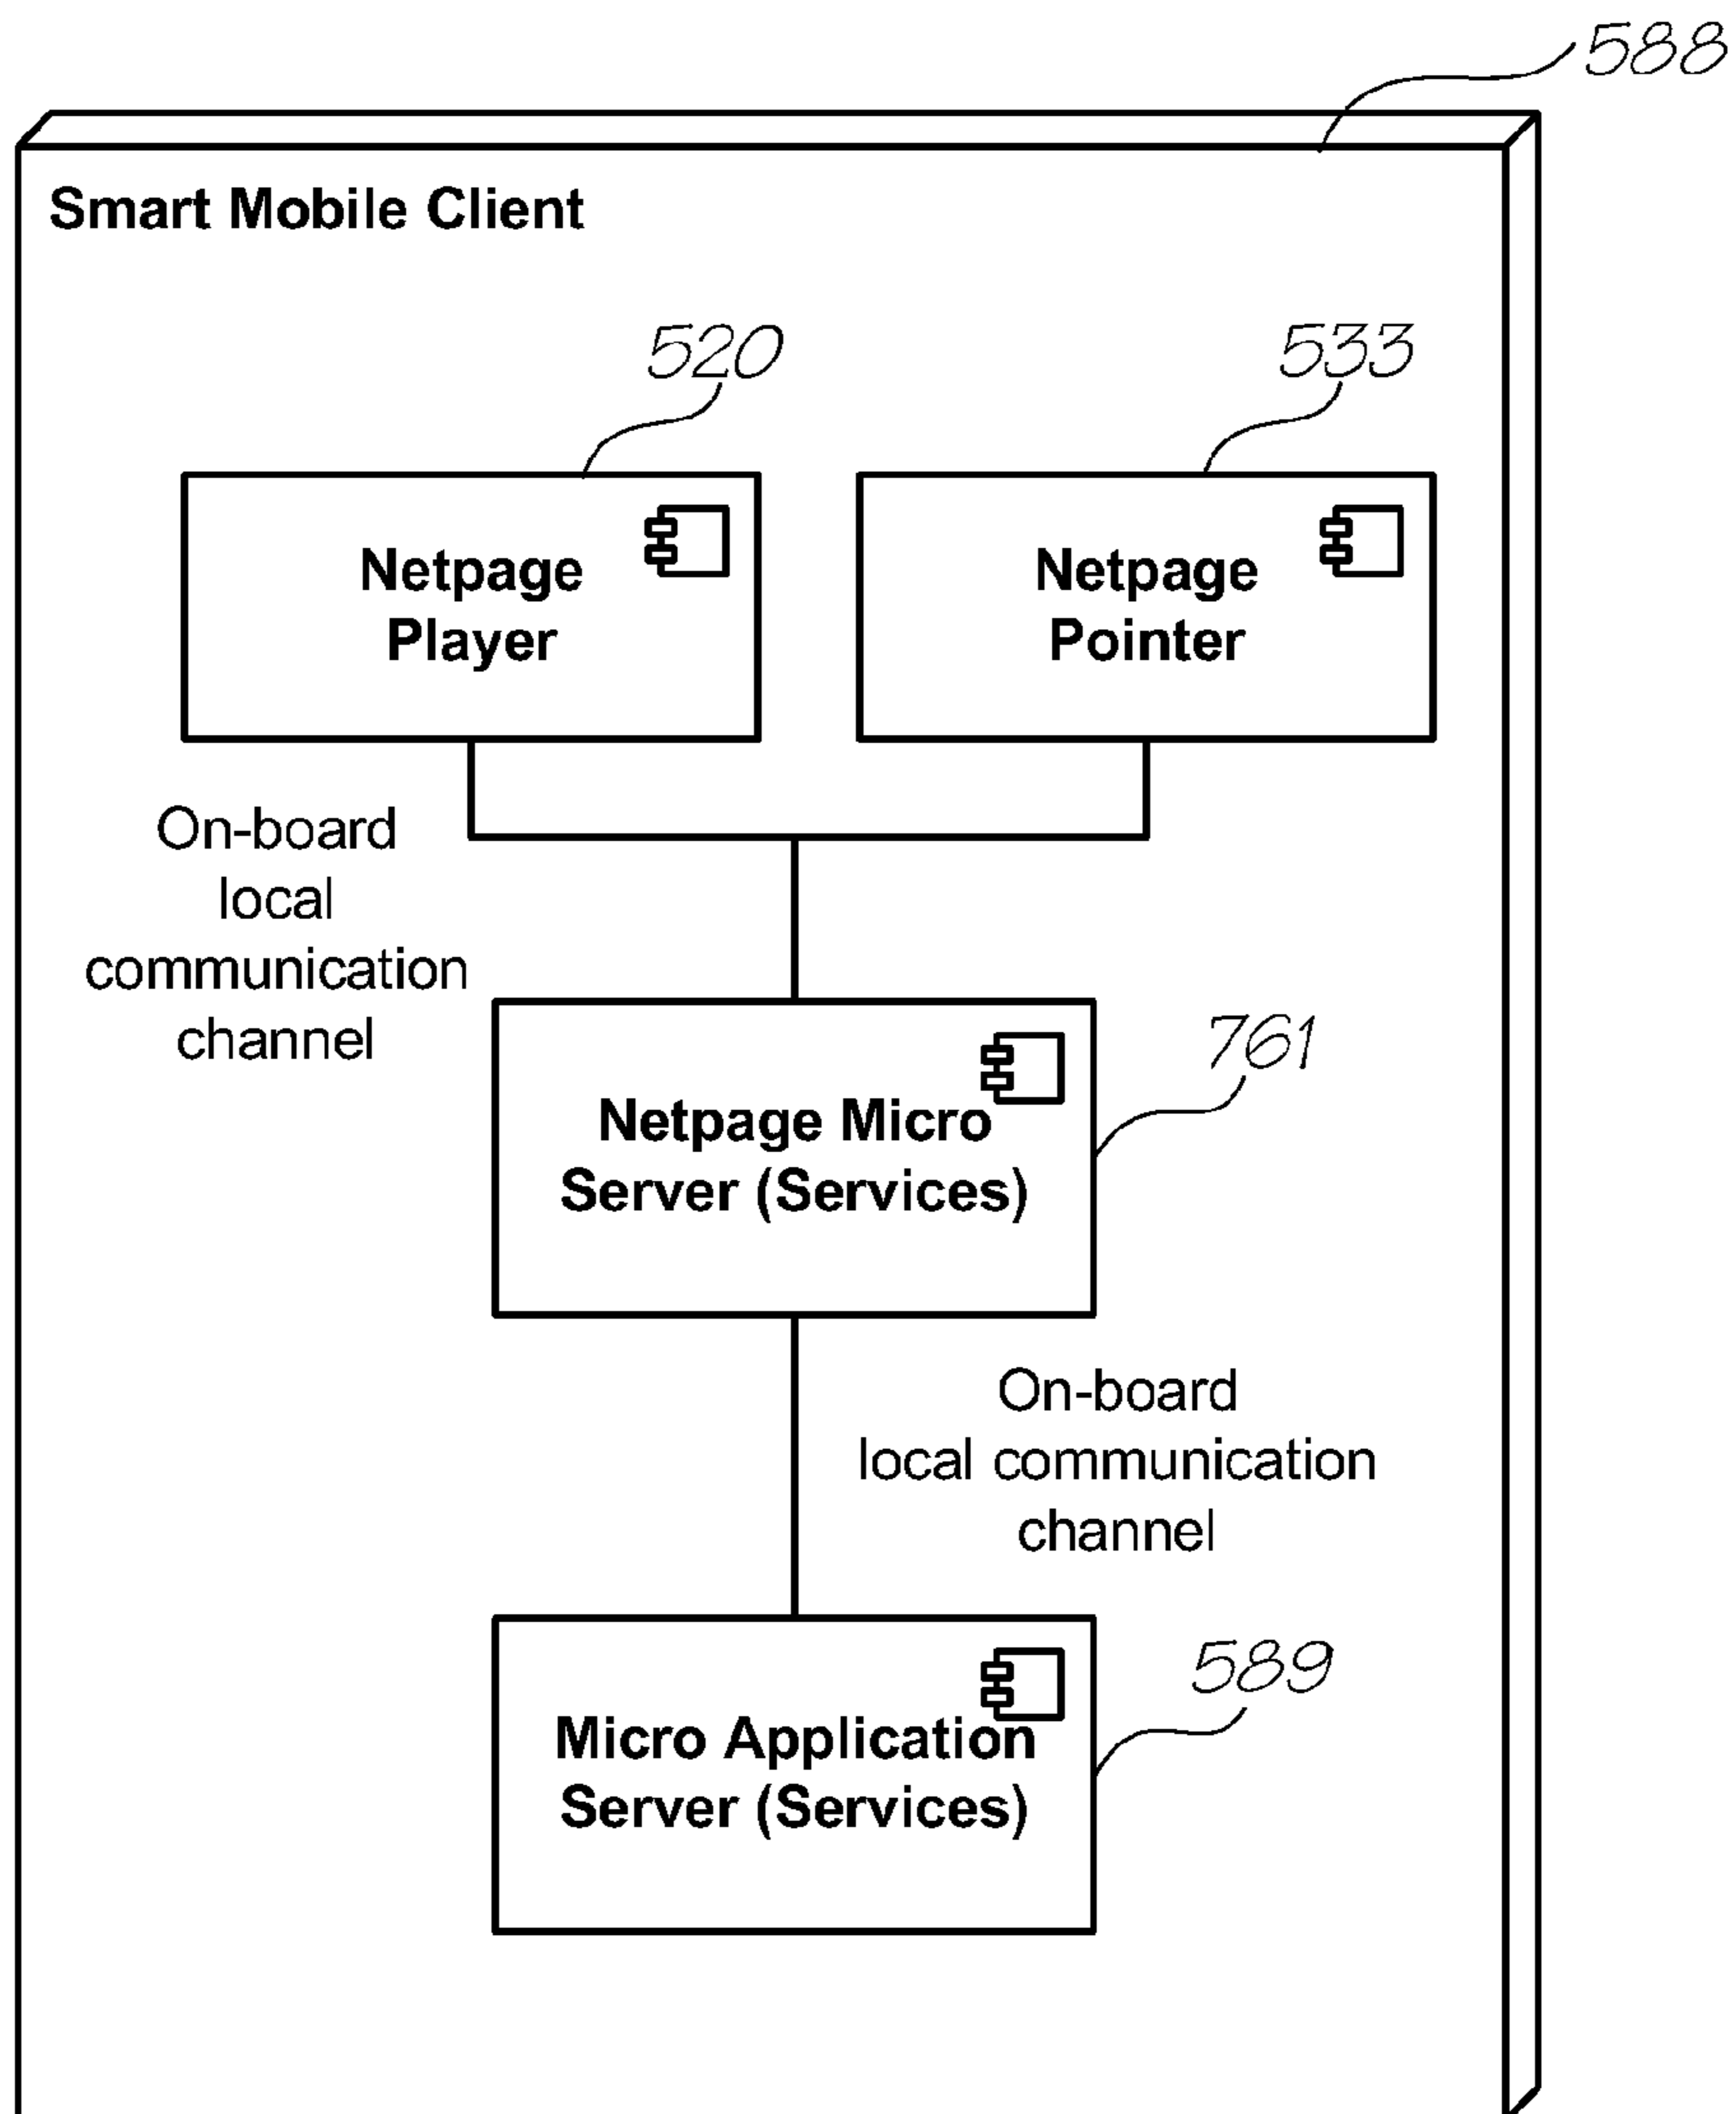 588
Smart Mobile Client
520
533
Netpage
Player
Netpage
Pointer
On-board
local
communication
channel
761
Netpage Micro
Server (Services)
On-board
local communication
channel
589
Micro Application
Server (Services)